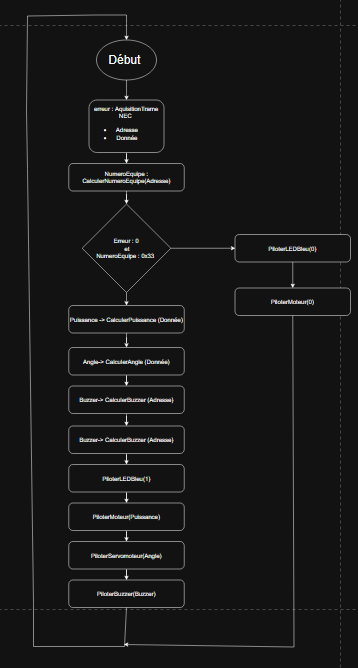 Début
erreur : AquisitionTrame
NEC
• Adresse
• Donnée
NumeroEquipe :
CalculerNumeroEquipe(Adresse)
Erreur : 0
et
NumeroEquipe : 0x33
PiloterLEDBleu(0)
PiloterMoteur(0)
Puissance -> CalculerPuissance (Donnée)
Angle-> CalculerAngle (Donnée)
Buzzer-> CalculerBuzzer (Adresse)
Buzzer-> CalculerBuzzer (Adresse)
PiloterLEDBleu(1)
PiloterMoteur(Puissance)
PiloterServomoteur(Angle)
PiloterBuzzer(Buzzer)